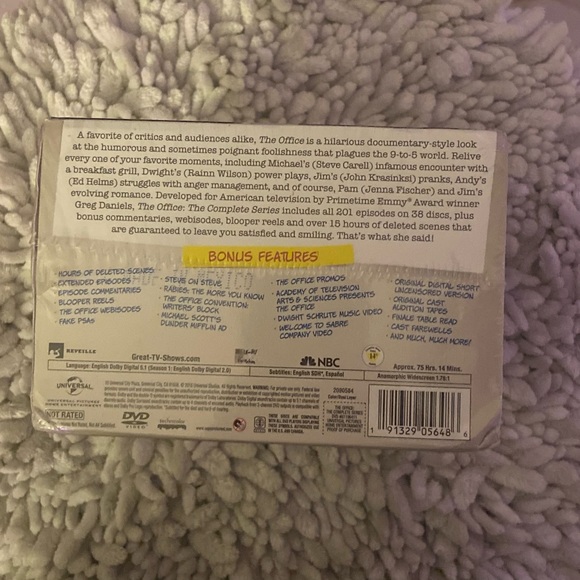 A favorite of critics and audiences alike, The Office is a hilarious documentary-style look
at the humorous and sometimes poignant foolishness that plagues the 9-to-5 world. Relive
every one of your favorite moments, including Michael's (Steve Carell) infamous encounter with
a breakfast grill, Dwight's (Rainn Wilson) power plays, Jim's (John Krasinski) pranks, Andy's
(Ed Helms) struggles with anger management, and of course, Pam (Jenna Fischer) and Jim's
evolving romance. Developed for American television by Primetime Emmy® Award winner
Greg Daniels, The Office: The Complete Series includes all 201 episodes on 38 discs, plus
bonus commentaries, webisodes, blooper reels and over 15 hours of deleted scenes that
are guaranteed to leave you satisfied and smiling. That's what she said!
BONUS FEATURES
• HOURS OF DELETED SCENES
• EXTENDED EPISODES
• EPISODE COMMENTARIES
• BLOOPER REELS
• THE OFFICE WEBISODES
• FAKE PSAs
• STEVE ON STEVE
• RABIES: THE MORE YOU KNOW
• THE OFFICE CONVENTION:
WRITERS' BLOCK
• MICHAEL SCOTT'S
DUNDER MIFFLIN AD
• THE OFFICE PROMOS
• ACADEMY OF TELEVISION
ARTS & SCIENCES PRESENTS
THE OFFICE
• DWIGHT SCHRUTE MUSIC VIDEO
• WELCOME TO SABRE
COMPANY VIDEO
• ORIGINAL DIGITAL SHORT
UNCENSORED VERSION
• ORIGINAL CAST
AUDITION TAPES
• FINALE TABLE READ
• CAST FAREWELLS
• AND MUCH, MUCH MORE!
REVEILLE
Great-TV-Shows.com
NBC
Approx. 75 Hrs. 14 Mins.
Language: English Dolby Digital 5.1 (Season 1: English Dolby Digital 2.0)
Subtitles: English SDH, Español
Anamorphic Widescreen 1.78:1
UNIVERSAL
NOT RATED
DVD
VIDEO
1 91329 05648 6